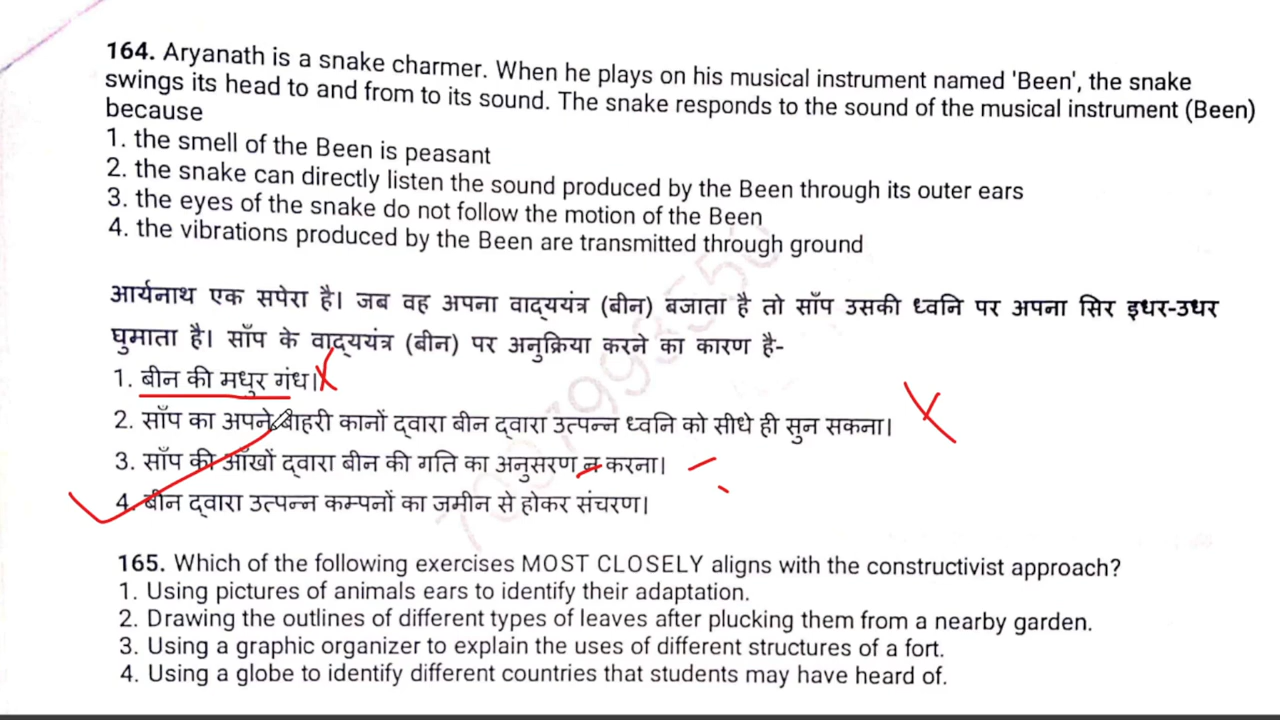 164. Aryanath is a snake charmer. When he plays on his musical instrument named 'Been', the snake
swings its head to and from to its sound. The snake responds to the sound of the musical instrument (Been)
because
1. the smell of the Been is peasant
2. the snake can directly listen the sound produced by the Been through its outer ears
3. the eyes of the snake do not follow the motion of the Been
4. the vibrations produced by the Been are transmitted through ground
आर्यनाथ एक सपेरा है। जब वह अपना वाद्ययंत्र (बीन) बजाता है तो साँप उसकी ध्वनि पर अपना सिर इधर-उधर
घुमाता है। साँप के वाद्ययंत्र (बीन) पर अनुक्रिया करने का कारण है-
1. बीन की मधुर गंध।
2. साँप का अपने बाहरी कानों द्वारा बीन द्वारा उत्पन्न ध्वनि को सीधे ही सुन सकना।
3. साँप की आँखों द्वारा बीन की गति का अनुसरण न करना।
4. बीन द्वारा उत्पन्न कम्पनों का जमीन से होकर संचरण।
165. Which of the following exercises MOST CLOSELY aligns with the constructivist approach?
1. Using pictures of animals ears to identify their adaptation.
2. Drawing the outlines of different types of leaves after plucking them from a nearby garden.
3. Using a graphic organizer to explain the uses of different structures of a fort.
4. Using a globe to identify different countries that students may have heard of.